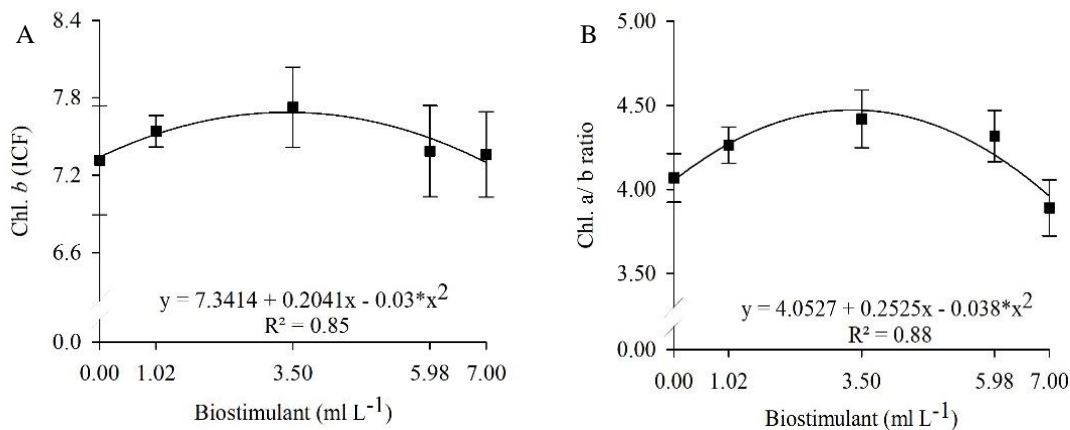 A
Chl. b (ICF)
8.4
7.8
7.2
6.6
0.0
y = 7.3414 + 0.2041x - 0.03*x²
R² = 0.85
0.00 1.02 3.50 5.98 7.00
Biostimulant (ml L⁻¹)
B
Chl. a/ b ratio
5.00
4.50
4.00
3.50
0.00
y = 4.0527 + 0.2525x - 0.038*x²
R² = 0.88
0.00 1.02 3.50 5.98 7.00
Biostimulant (ml L⁻¹)